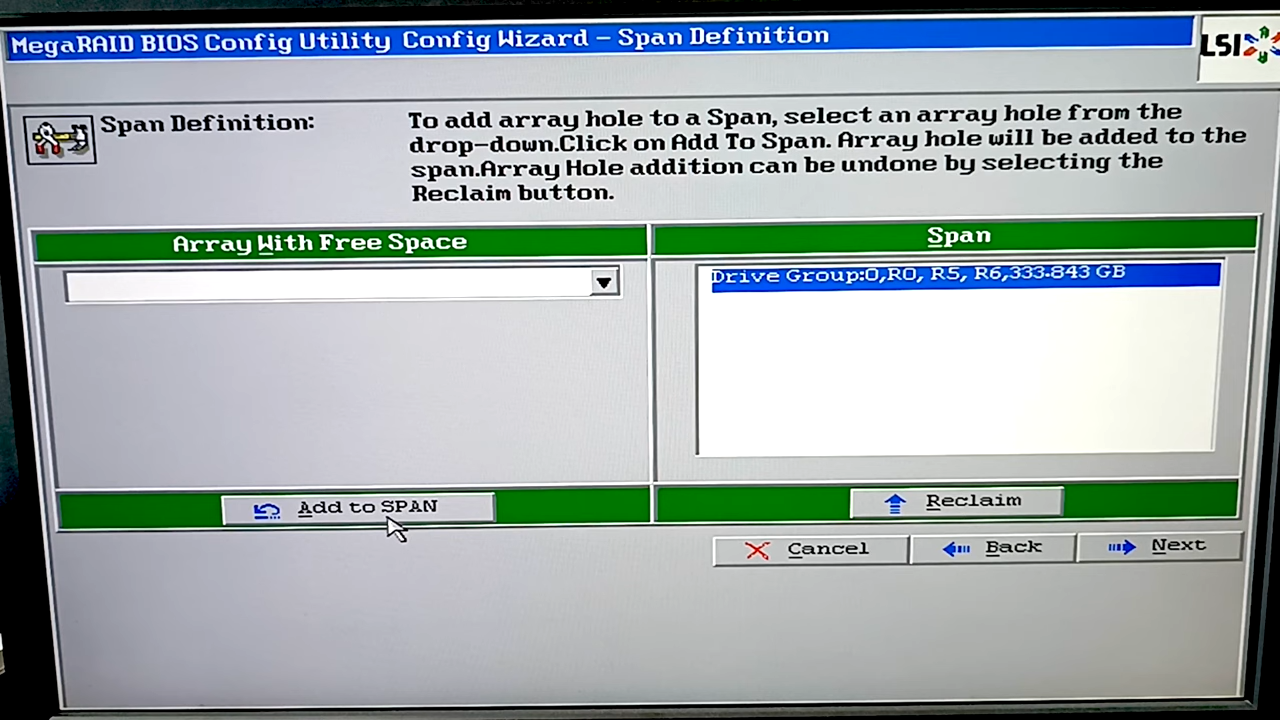 MegaRAID BIOS Config Utility Config Wizard - Span Definition
LSI
Span Definition:
To add array hole to a Span, select an array hole from the
drop-down.Click on Add To Span. Array hole will be added to the
span.Array Hole addition can be undone by selecting the
Reclaim button.
Array With Free Space
Span
Drive Group:0,R0, R5, R6,333.843 GB
Add to SPAN
Reclaim
Cancel
Back
Next